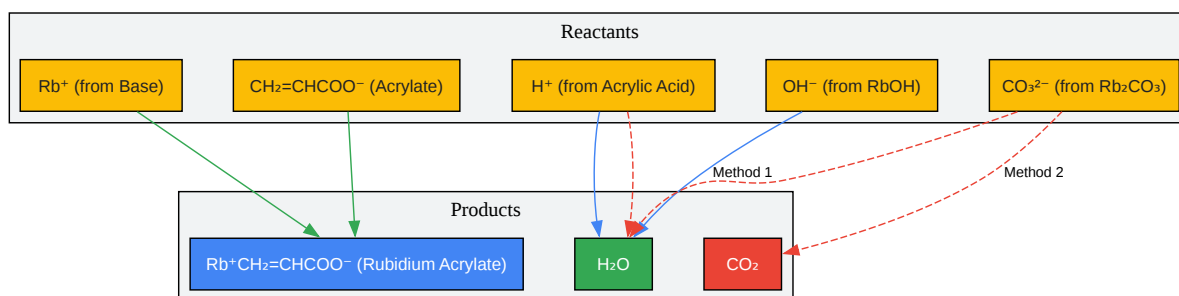 Reactants
Rb⁺ (from Base)
CH₂=CHCOO⁻ (Acrylate)
H⁺ (from Acrylic Acid)
OH⁻ (from RbOH)
CO₃²⁻ (from Rb₂CO₃)
Method 1
Method 2
Products
Rb⁺CH₂=CHCOO⁻ (Rubidium Acrylate)
H₂O
CO₂